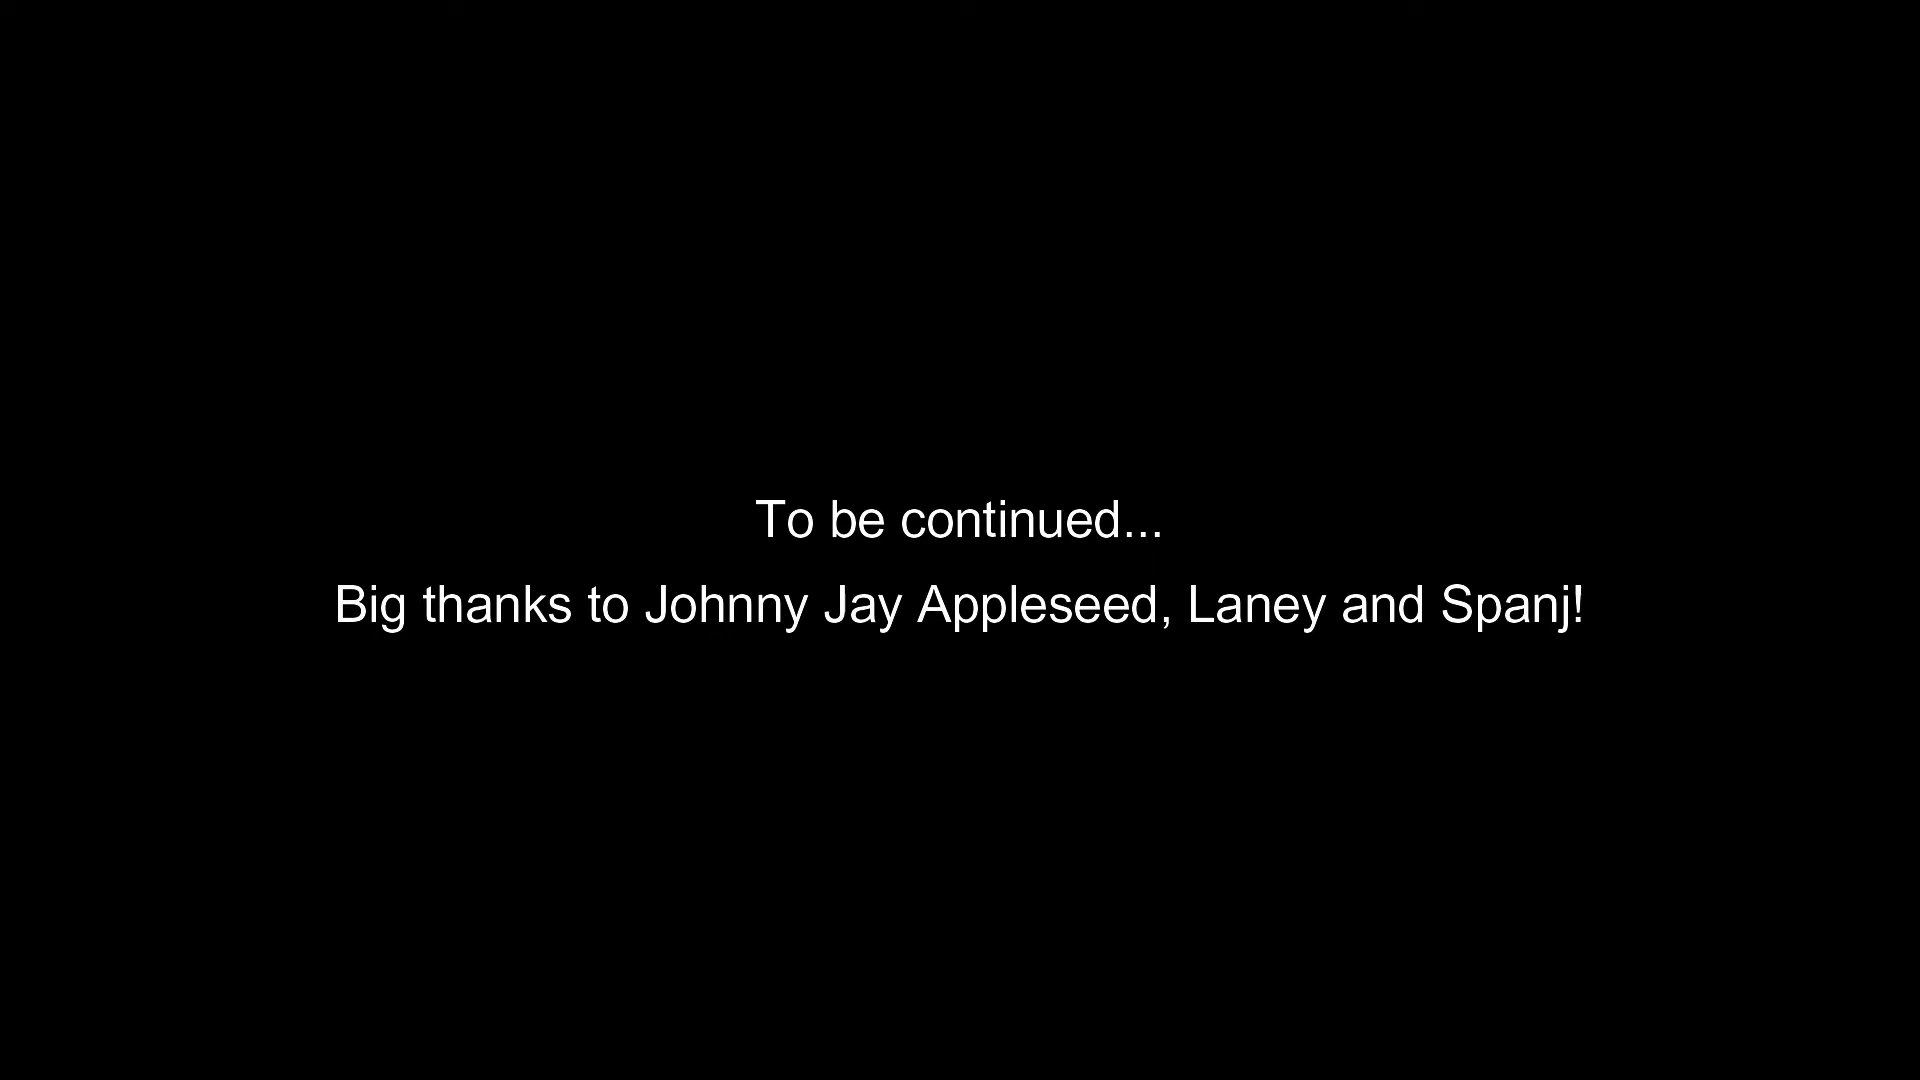 To be continued...
Big thanks to Johnny Jay Appleseed, Laney and Spanj!